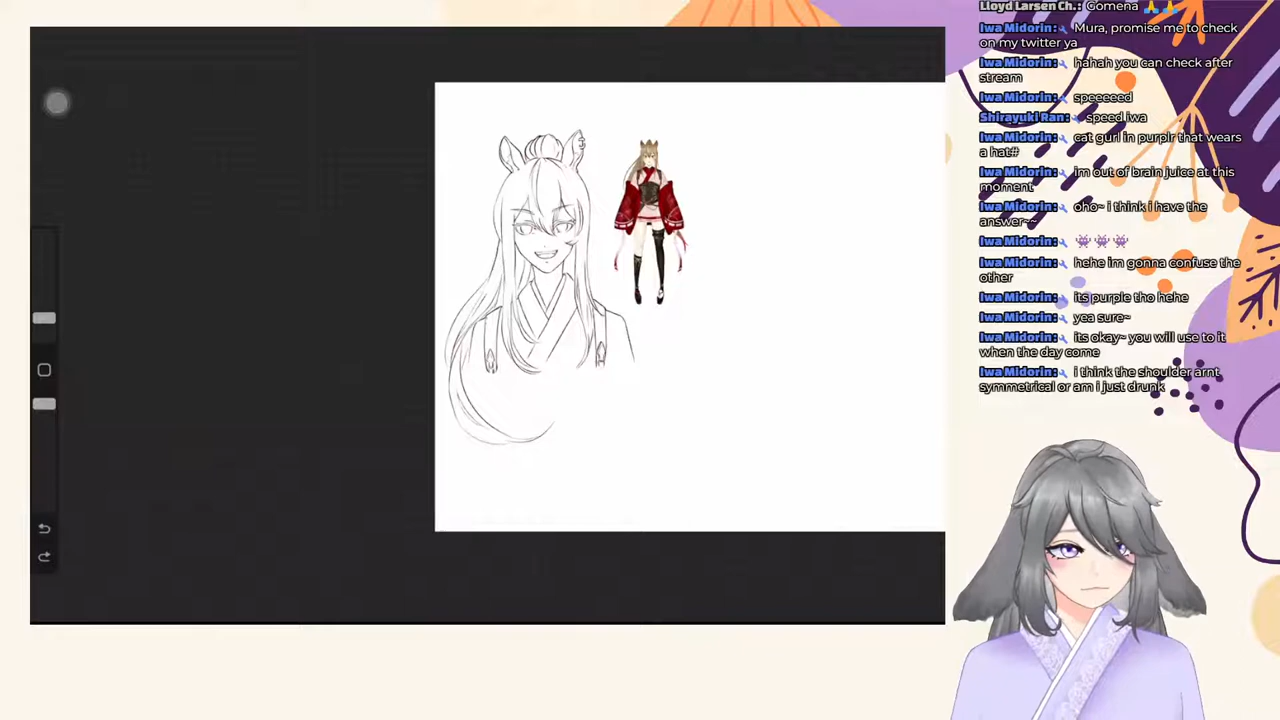 Lloyd Larsen Ch.: Gomena 🙏 🙏
Iwa Midorin: Mura, promise me to check
on my twitter ya
Iwa Midorin: hahah you can check after
stream
Iwa Midorin: speeeeed
Shirayuki Ran: speed iwa
Iwa Midorin: cat gurl in purplr that wears
a hat#
Iwa Midorin: im out of brain juice at this
moment
Iwa Midorin: oho~ i think i have the
answer~~
Iwa Midorin: 👾 👾 👾
Iwa Midorin: hehe im gonna confuse the
other
Iwa Midorin: its purple tho hehe
Iwa Midorin: yea sure~
Iwa Midorin: its okay~ you will use to it
when the day come
Iwa Midorin: i think the shoulder arnt
symmetrical or am i just drunk